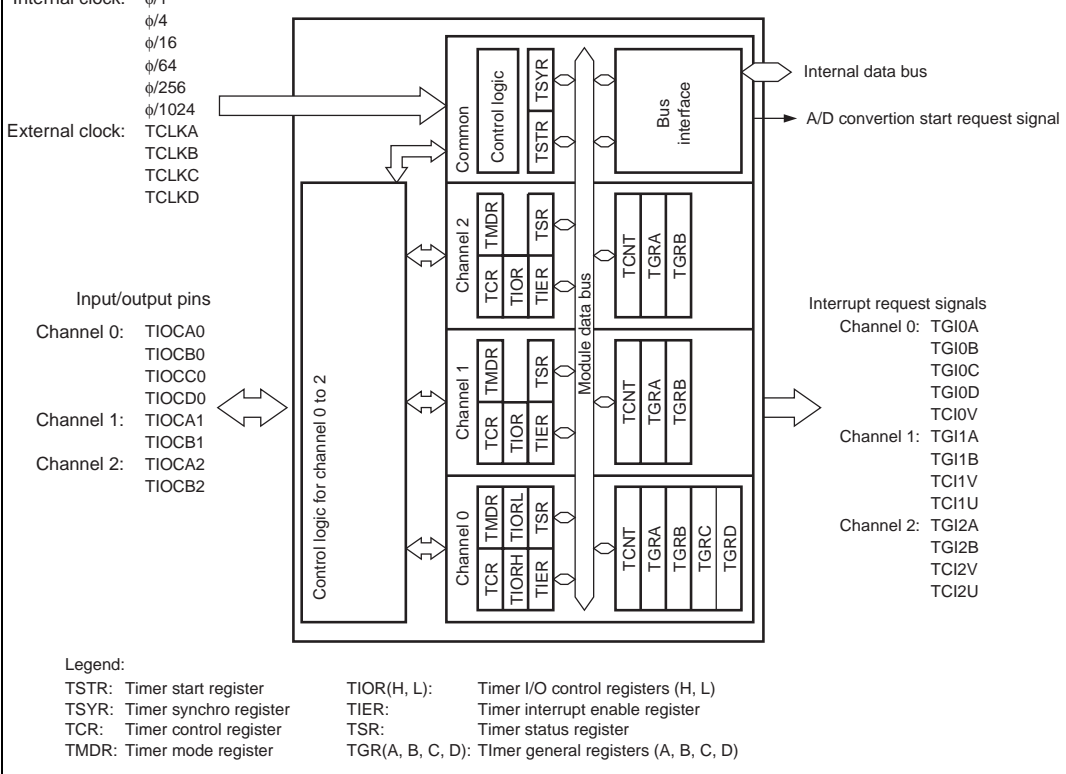 Internal clock: ϕ/1
ϕ/4
ϕ/16
ϕ/64
ϕ/256
ϕ/1024
External clock: TCLKA
TCLKB
TCLKC
TCLKD
Input/output pins
Channel 0: TIOCA0
TIOCB0
TIOCC0
TIOCD0
Channel 1: TIOCA1
TIOCB1
Channel 2: TIOCA2
TIOCB2
Control logic for channel 0 to 2
Common
Control logic
TSTR TSYR
Bus
interface
Channel 2
TCR TMDR
TIOR
TIER TSR
TCNT
TGRA
TGRB
Channel 1
TCR TMDR
TIOR
TIER TSR
TCNT
TGRA
TGRB
Channel 0
TCR TMDR
TIORH TIORL
TIER TSR
TCNT
TGRA
TGRB
TGRC
TGRD
Module data bus
Internal data bus
A/D convertion start request signal
Interrupt request signals
Channel 0: TGI0A
TGI0B
TGI0C
TGI0D
TCI0V
Channel 1: TGI1A
TGI1B
TCI1V
TCI1U
Channel 2: TGI2A
TGI2B
TCI2V
TCI2U
Legend:
TSTR: Timer start register
TSYR: Timer synchro register
TCR: Timer control register
TMDR: Timer mode register
TIOR(H, L): Timer I/O control registers (H, L)
TIER: Timer interrupt enable register
TSR: Timer status register
TGR(A, B, C, D): TImer general registers (A, B, C, D)